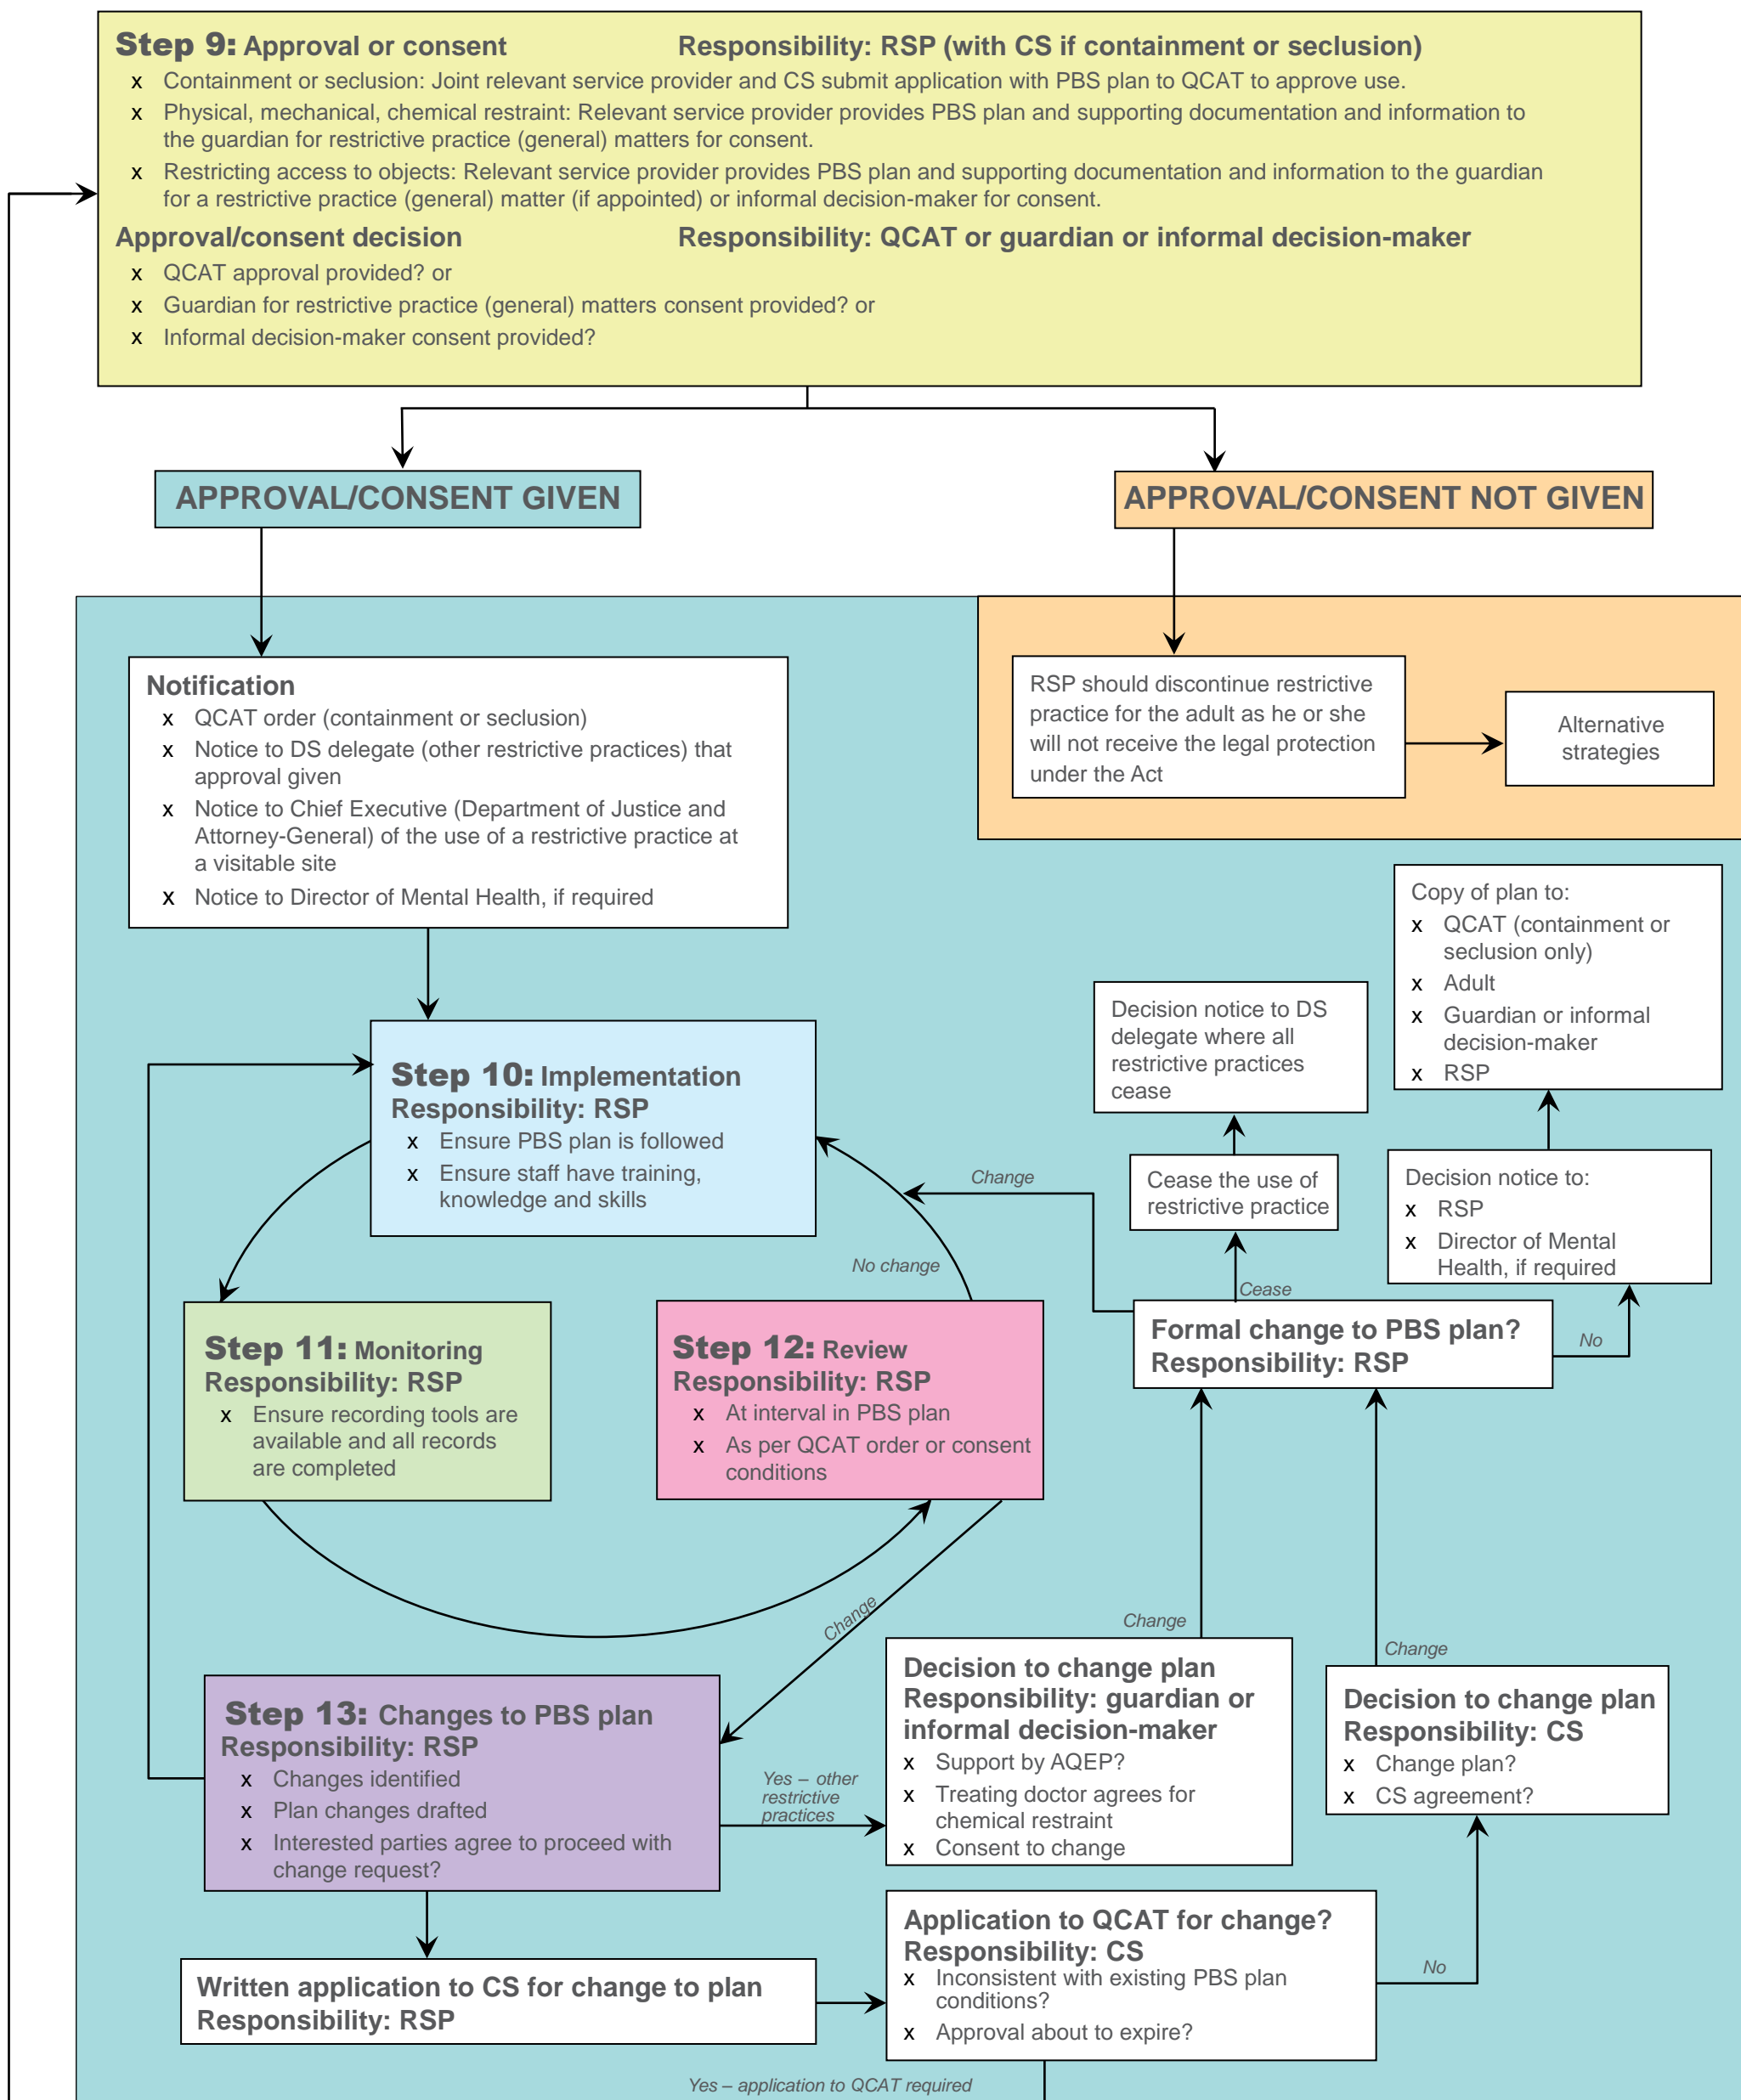 Step 9: Approval or consent Responsibility: RSP (with CS if containment or seclusion)
x Containment or seclusion: Joint relevant service provider and CS submit application with PBS plan to QCAT to approve use.
x Physical, mechanical, chemical restraint: Relevant service provider provides PBS plan and supporting documentation and information to
the guardian for restrictive practice (general) matters for consent.
x Restricting access to objects: Relevant service provider provides PBS plan and supporting documentation and information to the guardian
for a restrictive practice (general) matter (if appointed) or informal decision-maker for consent.
Approval/consent decision Responsibility: QCAT or guardian or informal decision-maker
x QCAT approval provided? or
x Guardian for restrictive practice (general) matters consent provided? or
x Informal decision-maker consent provided?
APPROVAL/CONSENT GIVEN
APPROVAL/CONSENT NOT GIVEN
Notification
x QCAT order (containment or seclusion)
x Notice to DS delegate (other restrictive practices) that
approval given
x Notice to Chief Executive (Department of Justice and
Attorney-General) of the use of a restrictive practice at
a visitable site
x Notice to Director of Mental Health, if required
RSP should discontinue restrictive
practice for the adult as he or she
will not receive the legal protection
under the Act
Alternative
strategies
Copy of plan to:
x QCAT (containment or
seclusion only)
x Adult
x Guardian or informal
decision-maker
x RSP
Decision notice to DS
delegate where all
restrictive practices
cease
Step 10: Implementation
Responsibility: RSP
x Ensure PBS plan is followed
x Ensure staff have training,
knowledge and skills
Change
Cease the use of
restrictive practice
Decision notice to:
x RSP
x Director of Mental
Health, if required
No change
Cease
Step 11: Monitoring
Responsibility: RSP
x Ensure recording tools are
available and all records
are completed
Step 12: Review
Responsibility: RSP
x At interval in PBS plan
x As per QCAT order or consent
conditions
Formal change to PBS plan?
Responsibility: RSP
No
Change
Change
Change
Step 13: Changes to PBS plan
Responsibility: RSP
x Changes identified
x Plan changes drafted
x Interested parties agree to proceed with
change request?
Yes – other
restrictive
practices
Decision to change plan
Responsibility: guardian or
informal decision-maker
x Support by AQEP?
x Treating doctor agrees for
chemical restraint
x Consent to change
Decision to change plan
Responsibility: CS
x Change plan?
x CS agreement?
Written application to CS for change to plan
Responsibility: RSP
Application to QCAT for change?
Responsibility: CS
x Inconsistent with existing PBS plan
conditions?
x Approval about to expire?
No
Yes – application to QCAT required